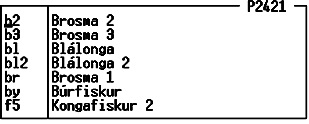 P2421
b2 Brosma 2
b3 Brosma 3
bl Blálonga
bl2 Blálonga 2
br Brosma 1
by Búrfiskur
f5 Kongafiskur 2